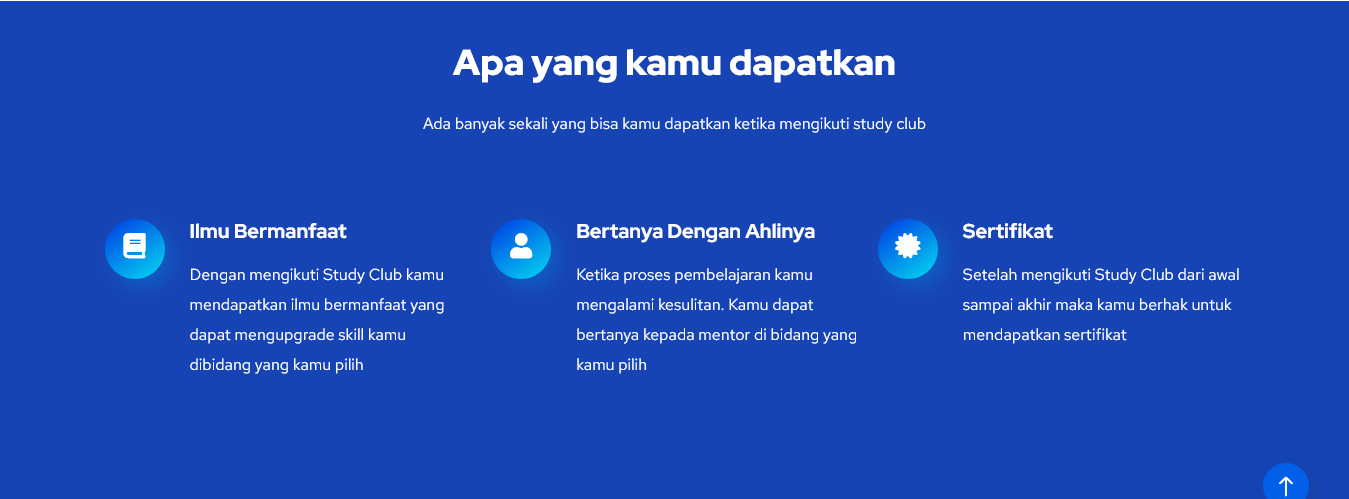 Apa yang kamu dapatkan
Ada banyak sekali yang bisa kamu dapatkan ketika mengikuti study club
Ilmu Bermanfaat
Dengan mengikuti Study Club kamu
mendapatkan ilmu bermanfaat yang
dapat mengupgrade skill kamu
dibidang yang kamu pilih
Bertanya Dengan Ahlinya
Ketika proses pembelajaran kamu
mengalami kesulitan. Kamu dapat
bertanya kepada mentor di bidang yang
kamu pilih
Sertifikat
Setelah mengikuti Study Club dari awal
sampai akhir maka kamu berhak untuk
mendapatkan sertifikat